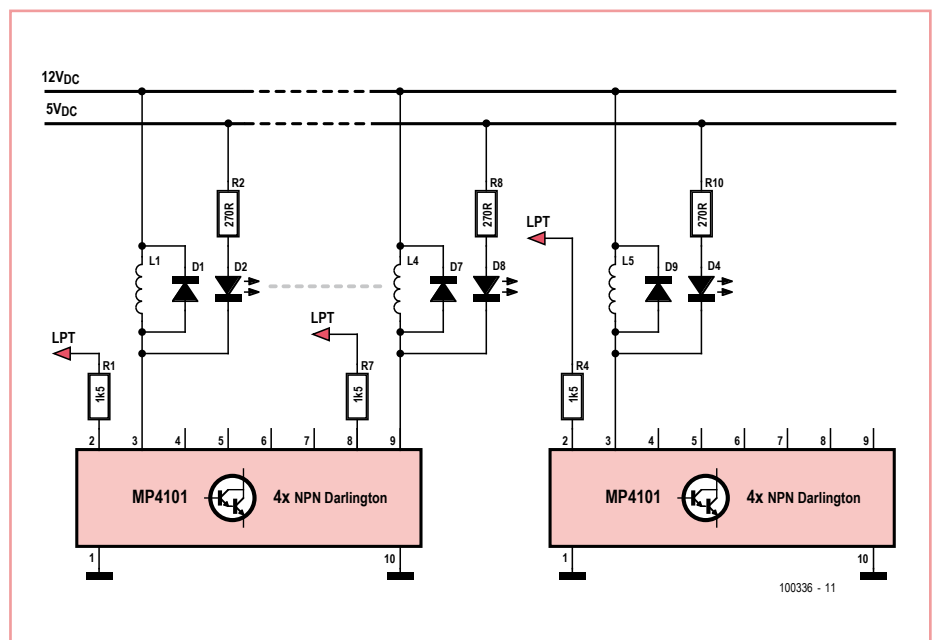 12VDC
5VDC
R2
R8
R10
270R
270R
270R
LPT
L1
D1
D2
L4
D7
D8
L5
D9
D4
LPT
LPT
R1
R7
R4
1k5
1k5
1k5
2 3 4 5 6 7 8 9
2 3 4 5 6 7 8 9
MP4101 4x NPN Darlington
MP4101 4x NPN Darlington
1 10
1 10
100336 - 11